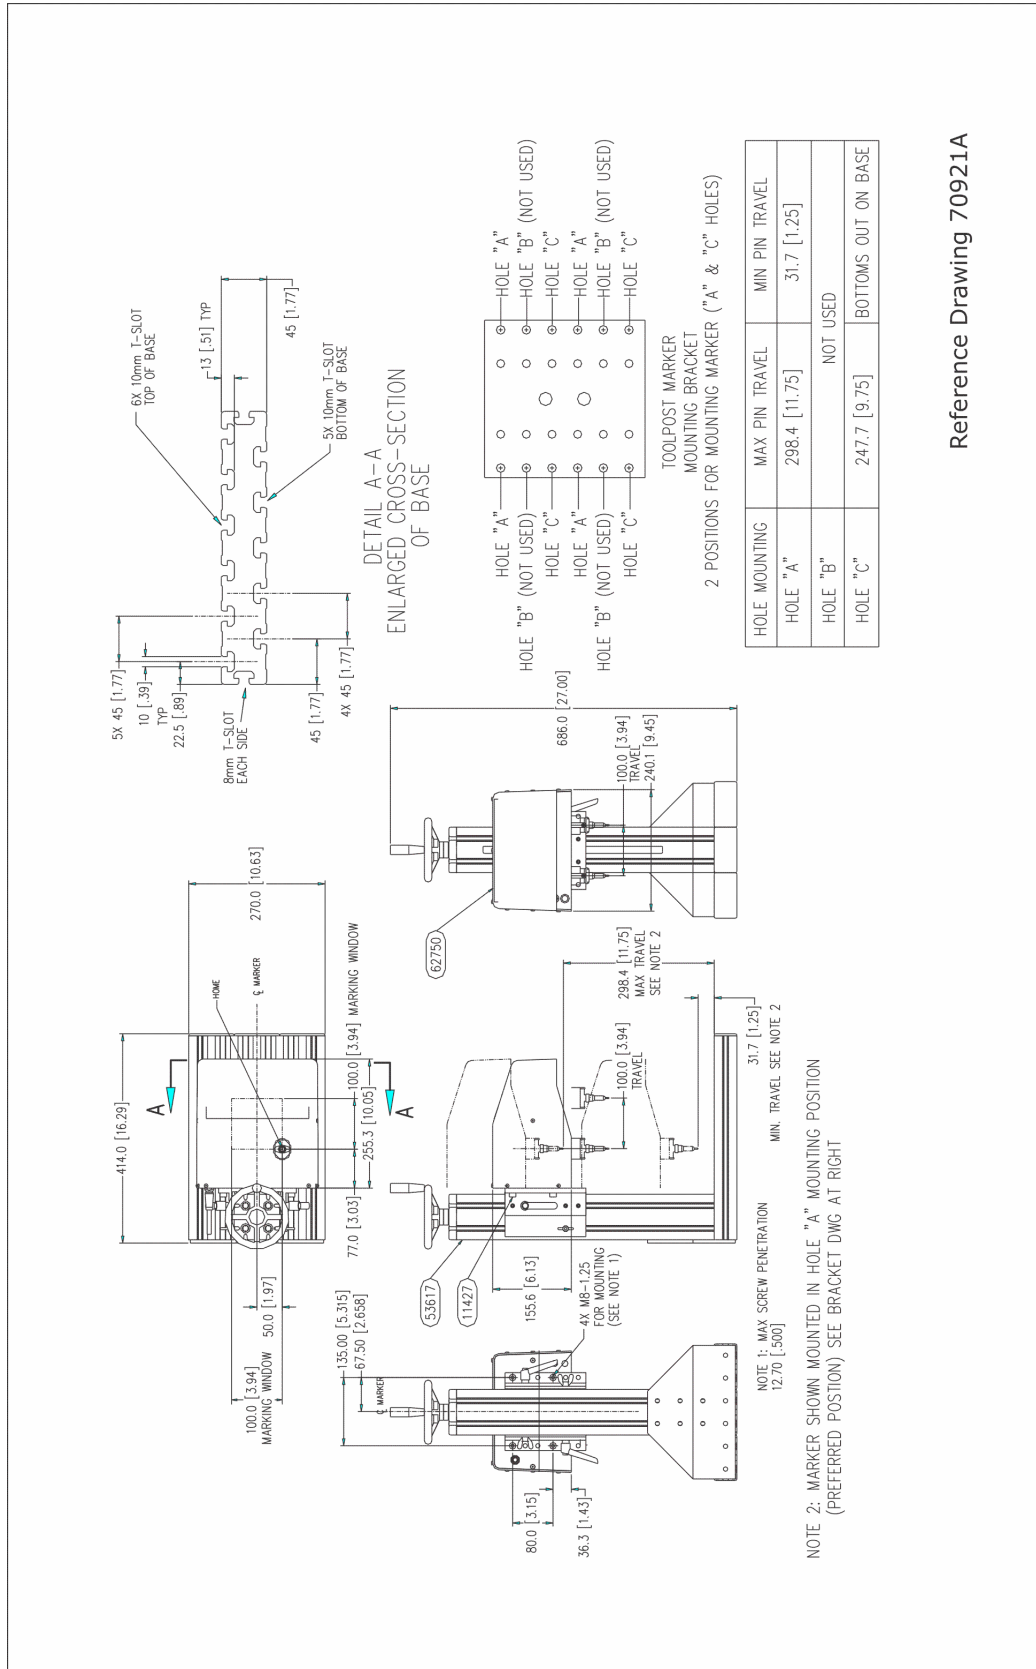 414.0 [16.29]
A
A
HOME
℄ MARKER
270.0 [10.63]
100.0 [3.94] MARKING WINDOW
255.3 [10.05]
77.0 [3.03]
50.0 [1.97]
100.0 [3.94]
MARKING WINDOW
5X 45 [1.77]
10 [.39]
TYP
22.5 [.89]
8mm T-SLOT
EACH SIDE
45 [1.77]
4X 45 [1.77]
6X 10mm T-SLOT
TOP OF BASE
13 [.51] TYP
45 [1.77]
5X 10mm T-SLOT
BOTTOM OF BASE
DETAIL A-A
ENLARGED CROSS-SECTION
OF BASE
135.00 [5.315]
67.50 [2.658]
℄ MARKER
80.0 [3.15]
36.3 [1.43]
4X M8-1.25
FOR MOUNTING
(SEE NOTE 1)
53617
11427
155.6 [6.13]
100.0 [3.94]
TRAVEL
298.4 [11.75]
MAX TRAVEL
SEE NOTE 2
31.7 [1.25]
MIN. TRAVEL SEE NOTE 2
62750
686.0 [27.00]
100.0 [3.94]
TRAVEL
240.1 [9.45]
HOLE "A"
HOLE "B" (NOT USED)
HOLE "C"
HOLE "A"
HOLE "B" (NOT USED)
HOLE "C"
HOLE "A"
HOLE "B" (NOT USED)
HOLE "C"
HOLE "A"
HOLE "B" (NOT USED)
HOLE "C"
TOOLPOST MARKER
MOUNTING BRACKET
2 POSITIONS FOR MOUNTING MARKER ("A" & "C" HOLES)
HOLE MOUNTING MAX PIN TRAVEL MIN PIN TRAVEL
HOLE "A" 298.4 [11.75] 31.7 [1.25]
HOLE "B" NOT USED
HOLE "C" 247.7 [9.75] BOTTOMS OUT ON BASE
NOTE 1: MAX SCREW PENETRATION
12.70 [.500]
NOTE 2: MARKER SHOWN MOUNTED IN HOLE "A" MOUNTING POSITION
(PREFERRED POSTION) SEE BRACKET DWG AT RIGHT
Reference Drawing 70921A